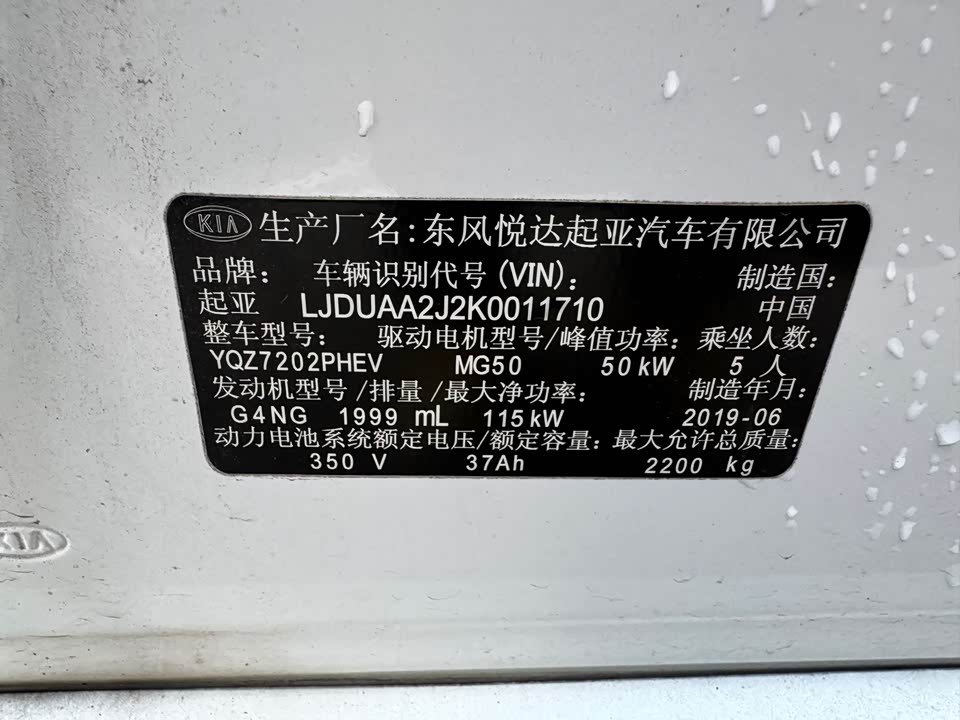 KIA 生产厂名:东风悦达起亚汽车有限公司
品牌: 车辆识别代号(VIN): 制造国:
起亚 LJDUAA2J2K0011710 中国
整车型号: 驱动电机型号/峰值功率: 乘坐人数:
YQZ7202PHEV MG50 50kW 5人
发动机型号/排量/最大净功率: 制造年月:
G4NG 1999 mL 115kW 2019-06
动力电池系统额定电压/额定容量: 最大允许总质量:
350 V 37Ah 2200 kg
KIA